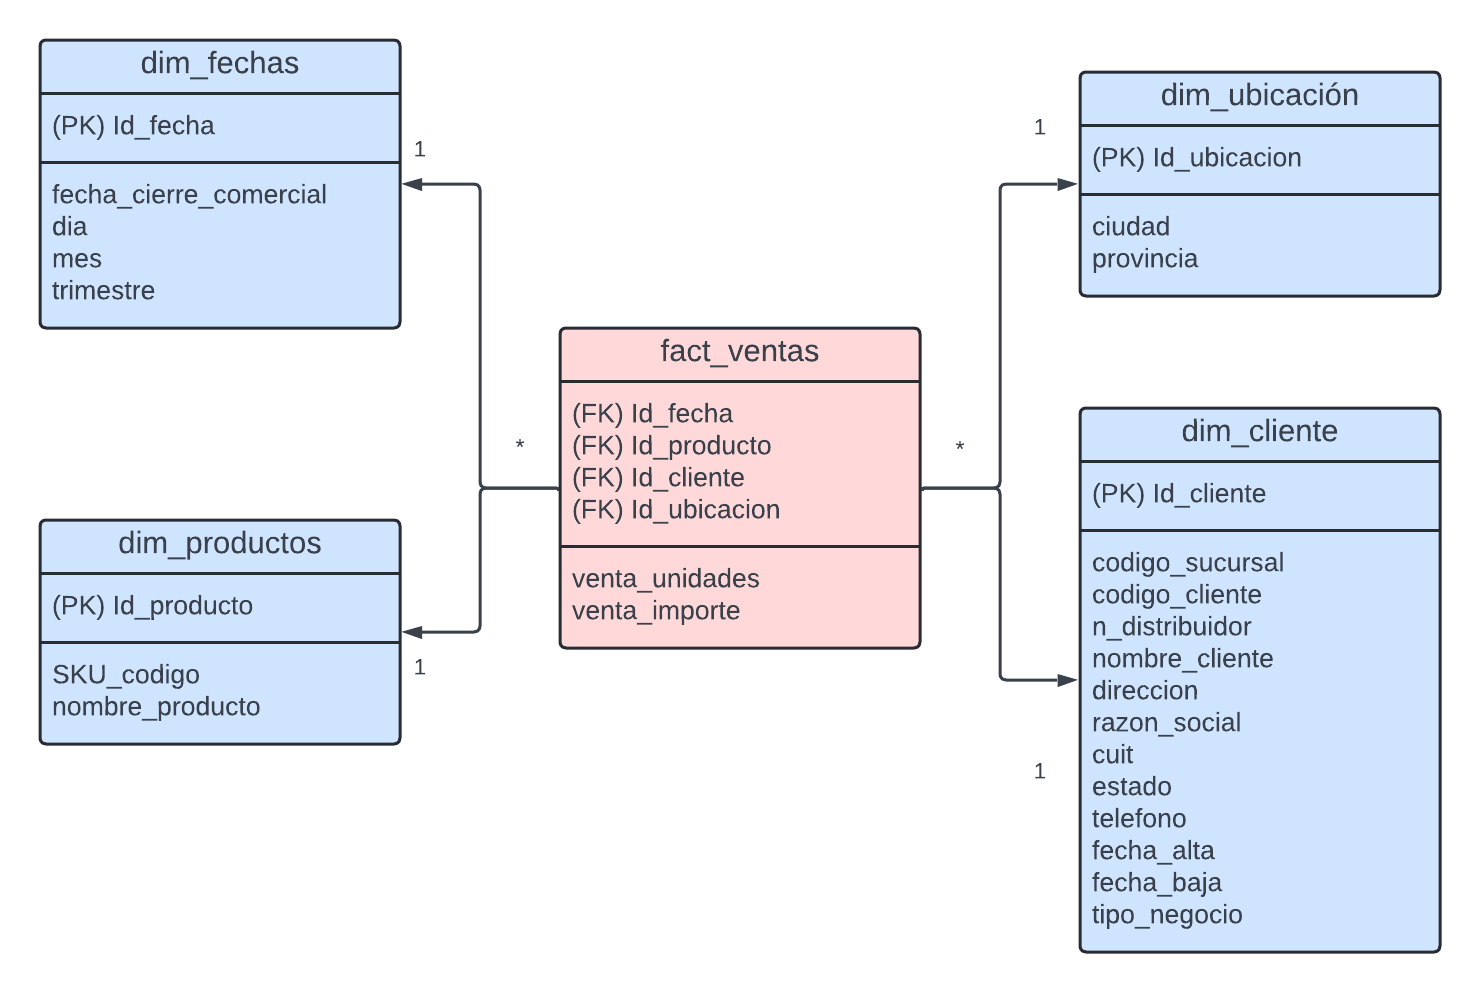 dim_fechas
(PK) Id_fecha
fecha_cierre_comercial
dia
mes
trimestre
1
dim_productos
(PK) Id_producto
SKU_codigo
nombre_producto
1
*
fact_ventas
(FK) Id_fecha
(FK) Id_producto
(FK) Id_cliente
(FK) Id_ubicacion
venta_unidades
venta_importe
*
1
dim_ubicación
(PK) Id_ubicacion
ciudad
provincia
dim_cliente
(PK) Id_cliente
codigo_sucursal
codigo_cliente
n_distribuidor
nombre_cliente
direccion
razon_social
cuit
estado
telefono
fecha_alta
fecha_baja
tipo_negocio
1